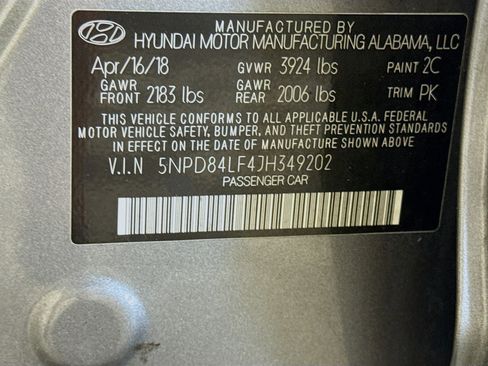 MANUFACTURED BY
HYUNDAI MOTOR MANUFACTURING ALABAMA, LLC
Apr/16/18 GVWR 3924 lbs PAINT 2C
GAWR FRONT 2183 lbs GAWR REAR 2006 lbs TRIM PK
THIS VEHICLE CONFORMS TO ALL APPLICABLE U.S.A. FEDERAL
MOTOR VEHICLE SAFETY, BUMPER, AND THEFT PREVENTION STANDARDS
IN EFFECT ON THE DATE OF MANUFACTURE SHOWN ABOVE.
V.I.N 5NPD84LF4JH349202
PASSENGER CAR